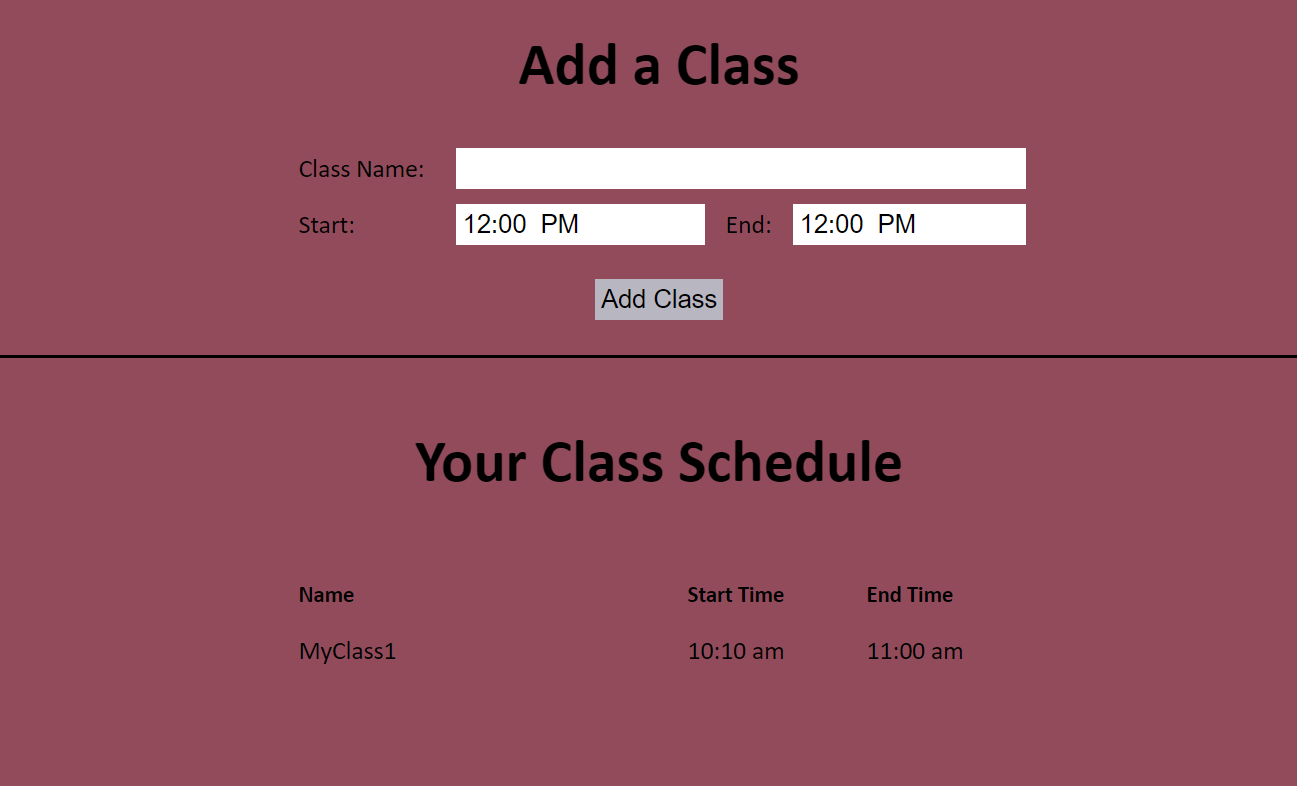 Add a Class
Class Name:
Start: 12:00 PM End: 12:00 PM
Add Class
Your Class Schedule
Name Start Time End Time
MyClass1 10:10 am 11:00 am